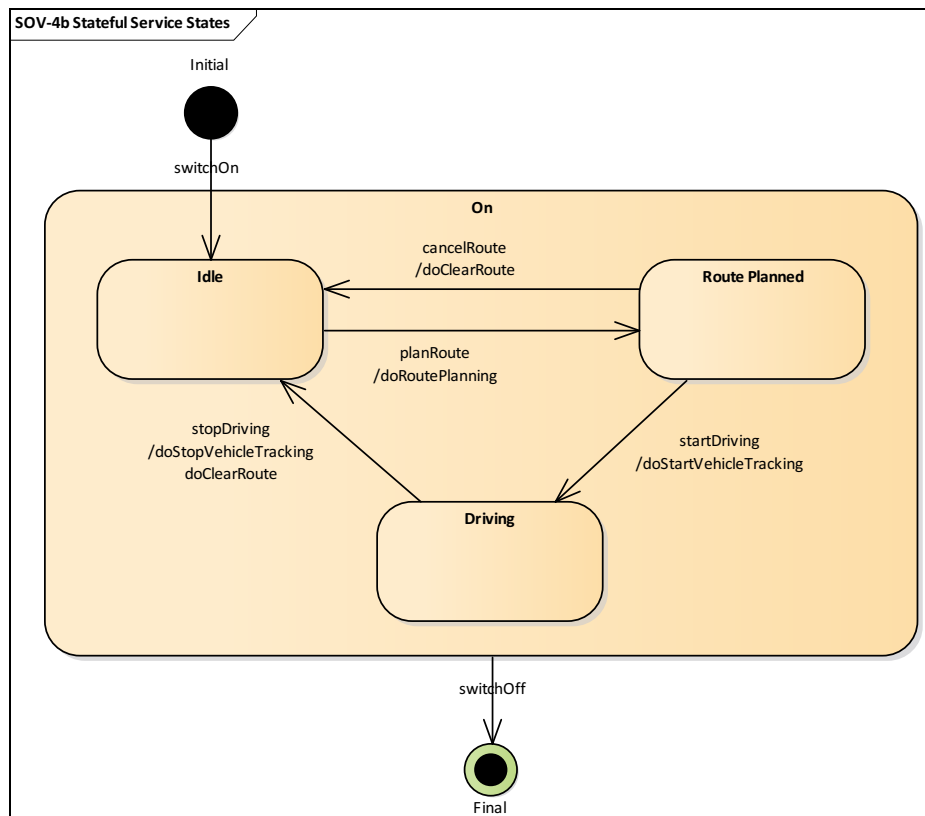 SOV-4b Stateful Service States
Initial
switchOn
On
cancelRoute
/doClearRoute
Idle
Route Planned
planRoute
/doRoutePlanning
stopDriving
/doStopVehicleTracking
doClearRoute
startDriving
/doStartVehicleTracking
Driving
switchOff
Final